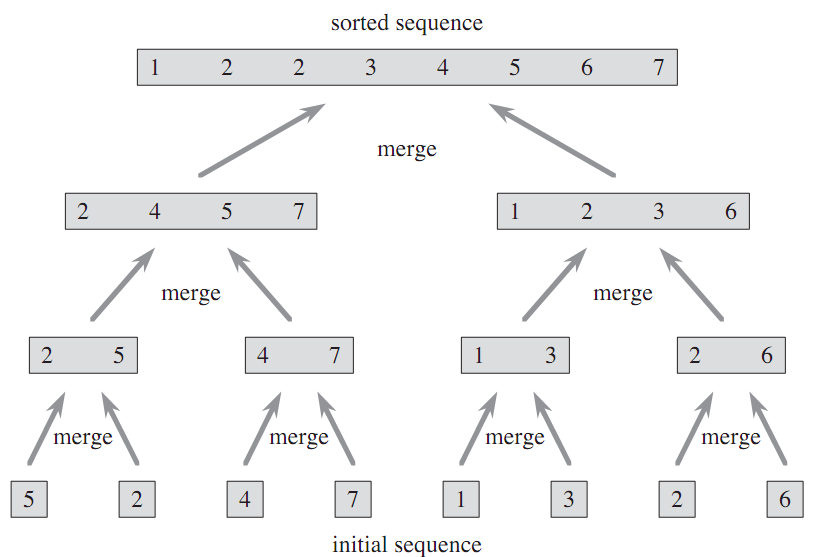 sorted sequence
1 2 2 3 4 5 6 7
merge
2 4 5 7 1 2 3 6
merge merge
2 5 4 7 1 3 2 6
merge merge merge merge
5 2 4 7 1 3 2 6
initial sequence